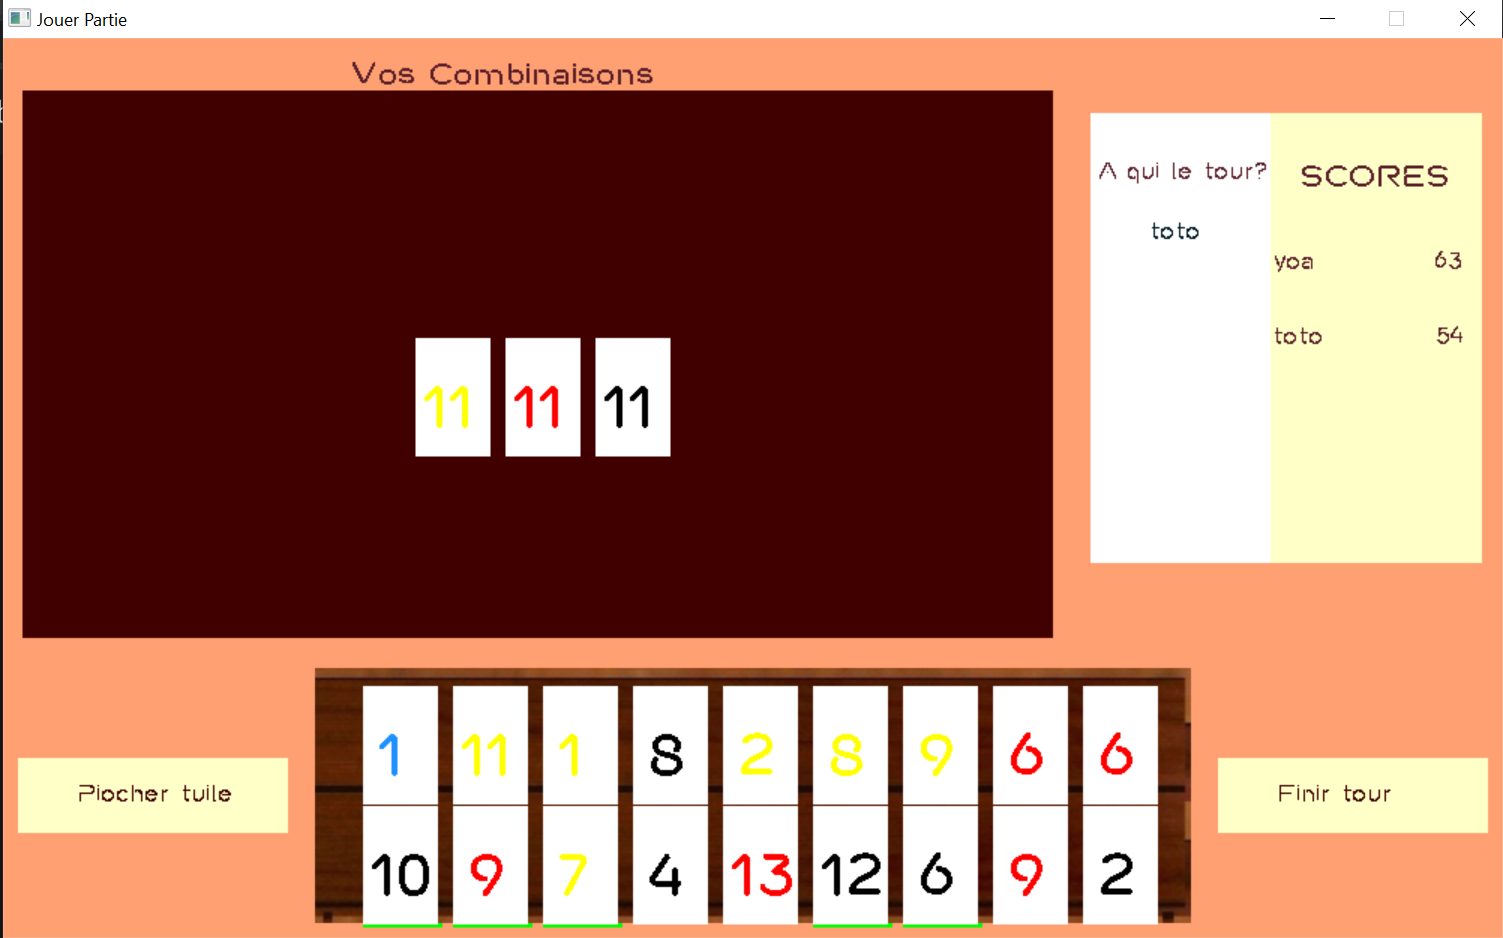 Jouer Partie
Vos Combinaisons
A qui le tour?
SCORES
toto
yoa 63
toto 54
11 11 11
1 11 1 8 2 8 9 6 6
Piocher tuile
Finir tour
10 9 7 4 13 12 6 9 2